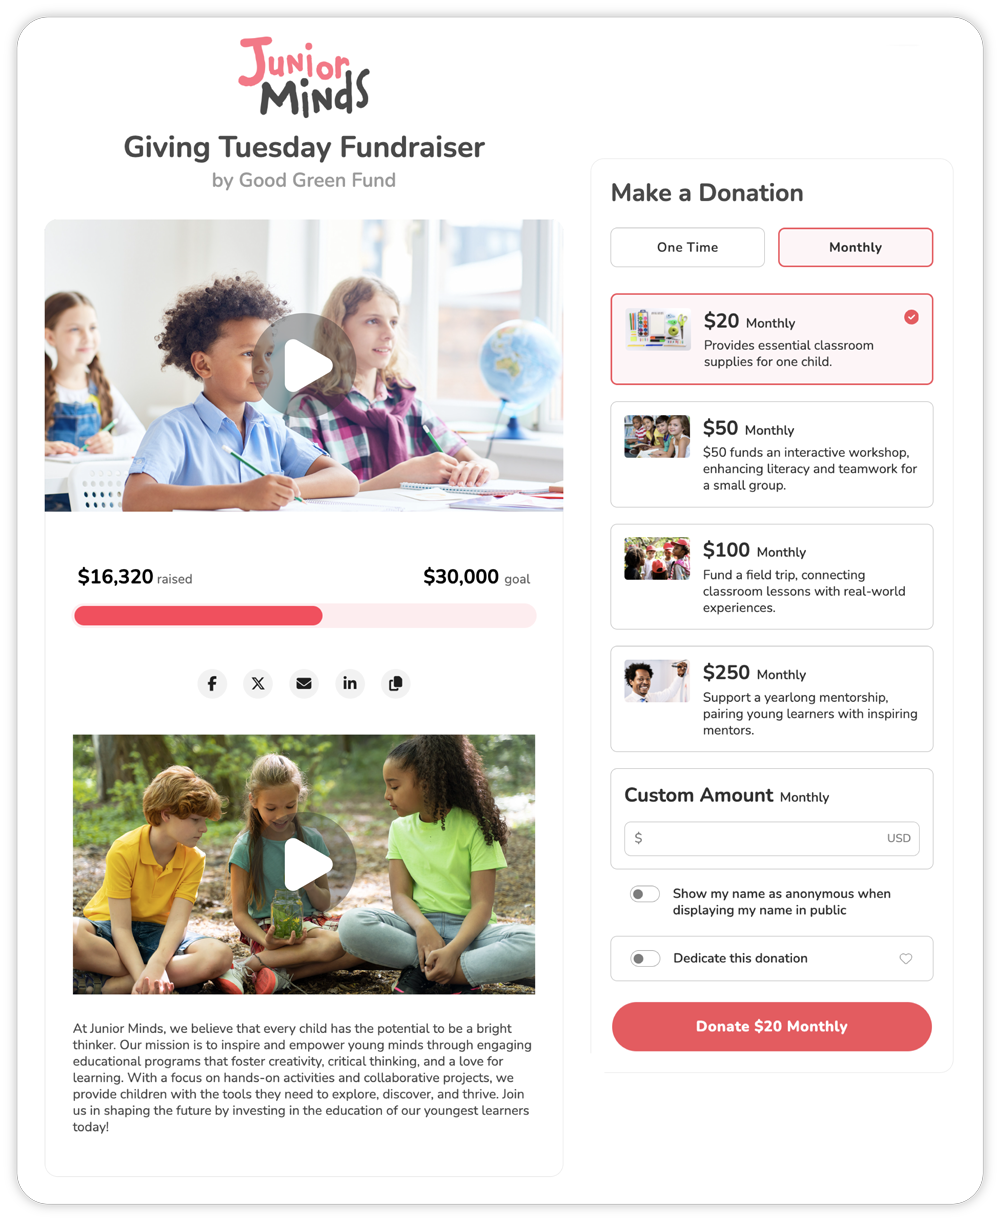 Junior
Minds
Giving Tuesday Fundraiser
by Good Green Fund
$16,320 raised
$30,000 goal
At Junior Minds, we believe that every child has the potential to be a bright
thinker. Our mission is to inspire and empower young minds through engaging
educational programs that foster creativity, critical thinking, and a love for
learning. With a focus on hands-on activities and collaborative projects, we
provide children with the tools they need to explore, discover, and thrive. Join
us in shaping the future by investing in the education of our youngest learners
today!
Make a Donation
One Time
Monthly
$20 Monthly
Provides essential classroom
supplies for one child.
$50 Monthly
$50 funds an interactive workshop,
enhancing literacy and teamwork for
a small group.
$100 Monthly
Fund a field trip, connecting
classroom lessons with real-world
experiences.
$250 Monthly
Support a yearlong mentorship,
pairing young learners with inspiring
mentors.
Custom Amount Monthly
$ USD
Show my name as anonymous when
displaying my name in public
Dedicate this donation
Donate $20 Monthly